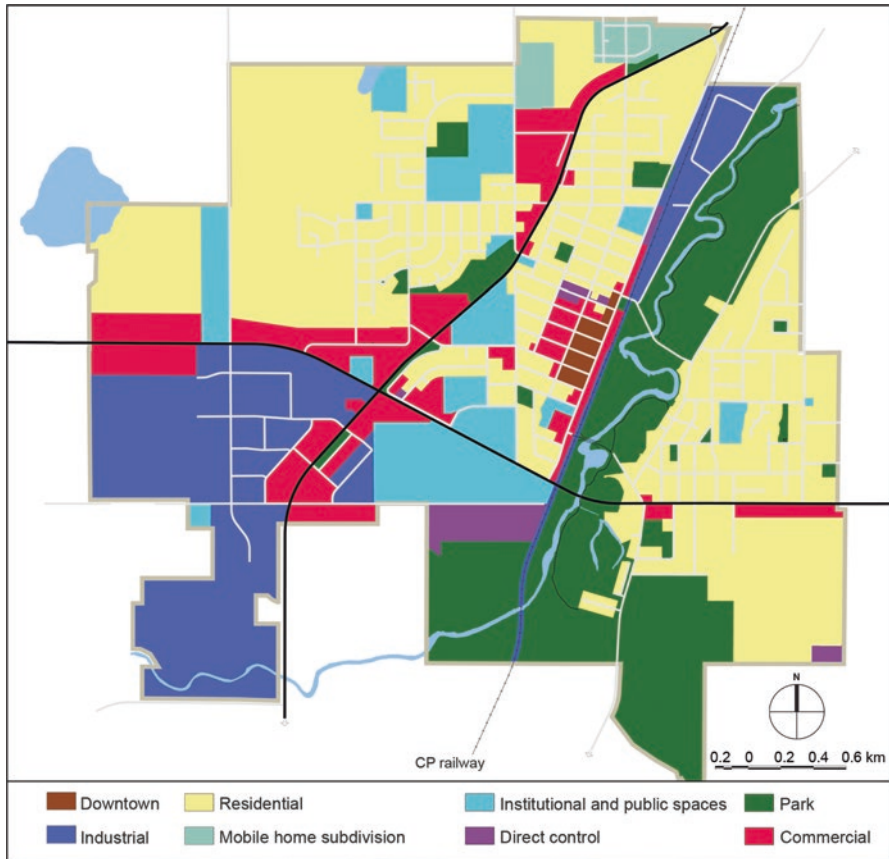 N
0.2 0 0.2 0.4 0.6 km
CP railway
Downtown Residential Institutional and public spaces Park
Industrial Mobile home subdivision Direct control Commercial